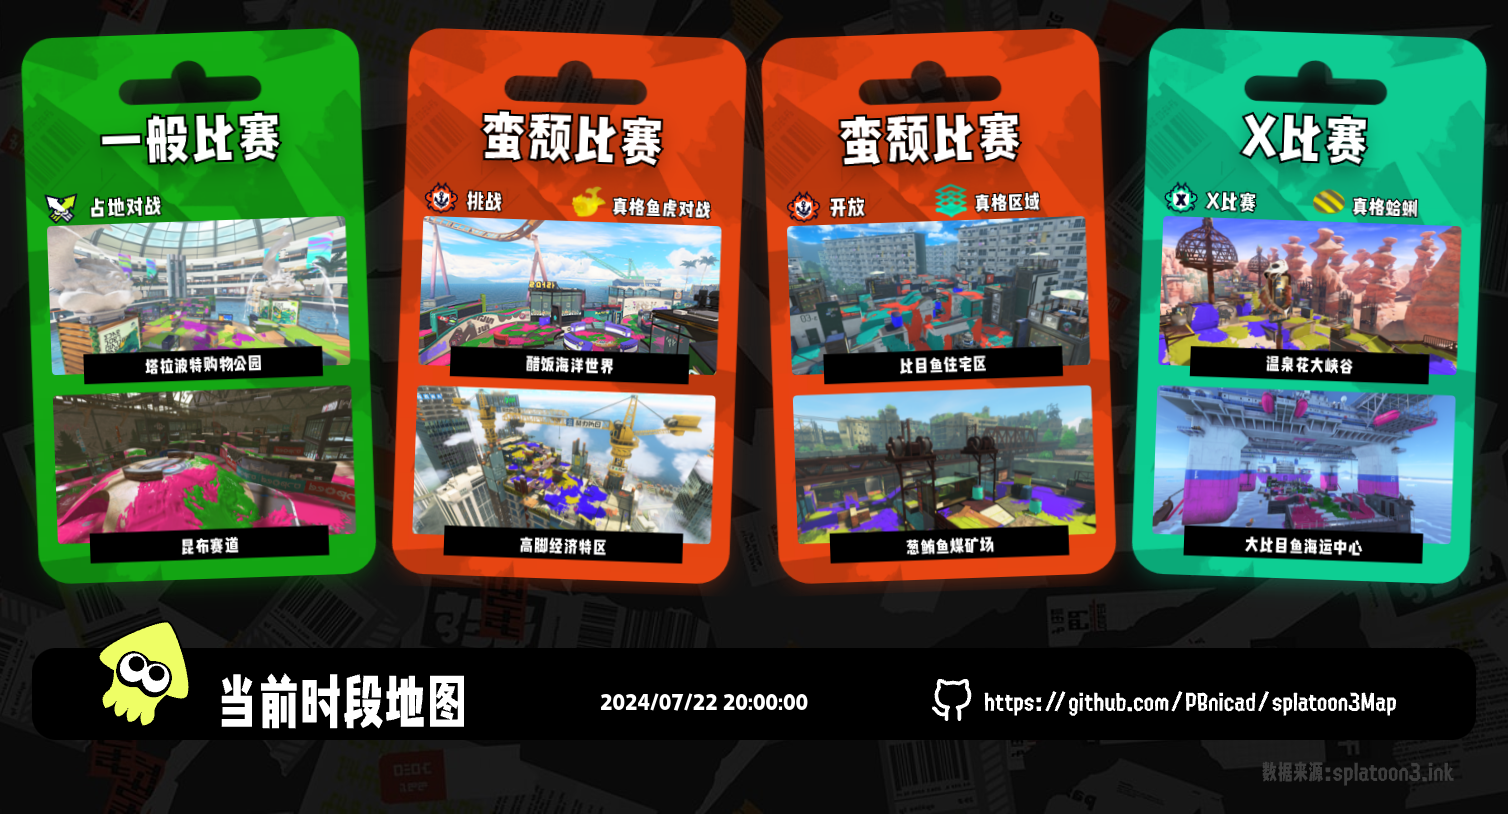 一般比赛
占地对战
塔拉波特购物公园
昆布赛道
蛮颓比赛
挑战
真格鱼虎对战
醋饭海洋世界
高脚经济特区
蛮颓比赛
开放
真格区域
比目鱼住宅区
葱鲔鱼煤矿场
X比赛
X比赛
真格蛤蜊
温泉花大峡谷
大比目鱼海运中心
当前时段地图
2024/07/22 20:00:00
https://github.com/PBnicad/splatoon3Map
数据来源:splatoon3.ink